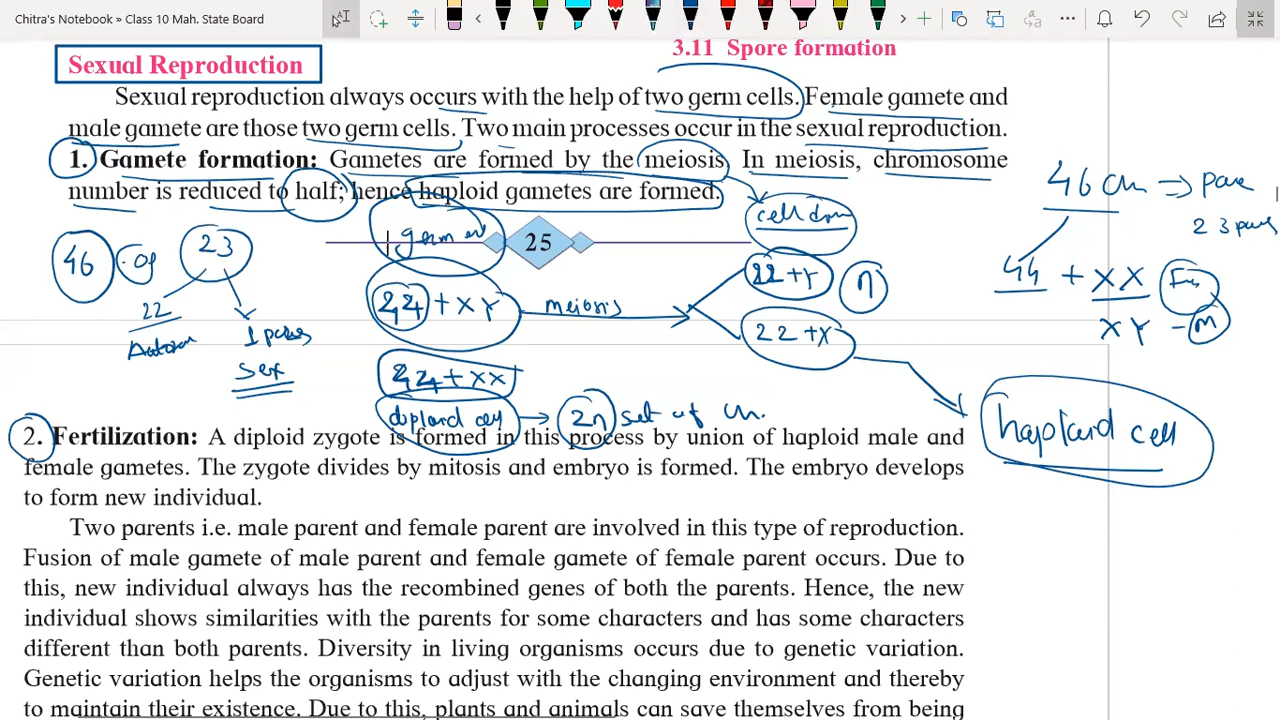 Chitra's Notebook » Class 10 Mah. State Board
3.11 Spore formation
Sexual Reproduction
Sexual reproduction always occurs with the help of two germ cells. Female gamete and
male gamete are those two germ cells. Two main processes occur in the sexual reproduction.
1. Gamete formation: Gametes are formed by the meiosis. In meiosis, chromosome
number is reduced to half; hence haploid gametes are formed.
46 Ch ⇒ pare
23 pairs
25
germ
cell
46
23
44 + XX
XY - m
22
1
sex
44 + XY
meiosis
22+Y
n
22+X
44+XX
diploid cell → 2n set of ch.
haploid cell
2. Fertilization: A diploid zygote is formed in this process by union of haploid male and
female gametes. The zygote divides by mitosis and embryo is formed. The embryo develops
to form new individual.
Two parents i.e. male parent and female parent are involved in this type of reproduction.
Fusion of male gamete of male parent and female gamete of female parent occurs. Due to
this, new individual always has the recombined genes of both the parents. Hence, the new
individual shows similarities with the parents for some characters and has some characters
different than both parents. Diversity in living organisms occurs due to genetic variation.
Genetic variation helps the organisms to adjust with the changing environment and thereby
to maintain their existence. Due to this, plants and animals can save themselves from being